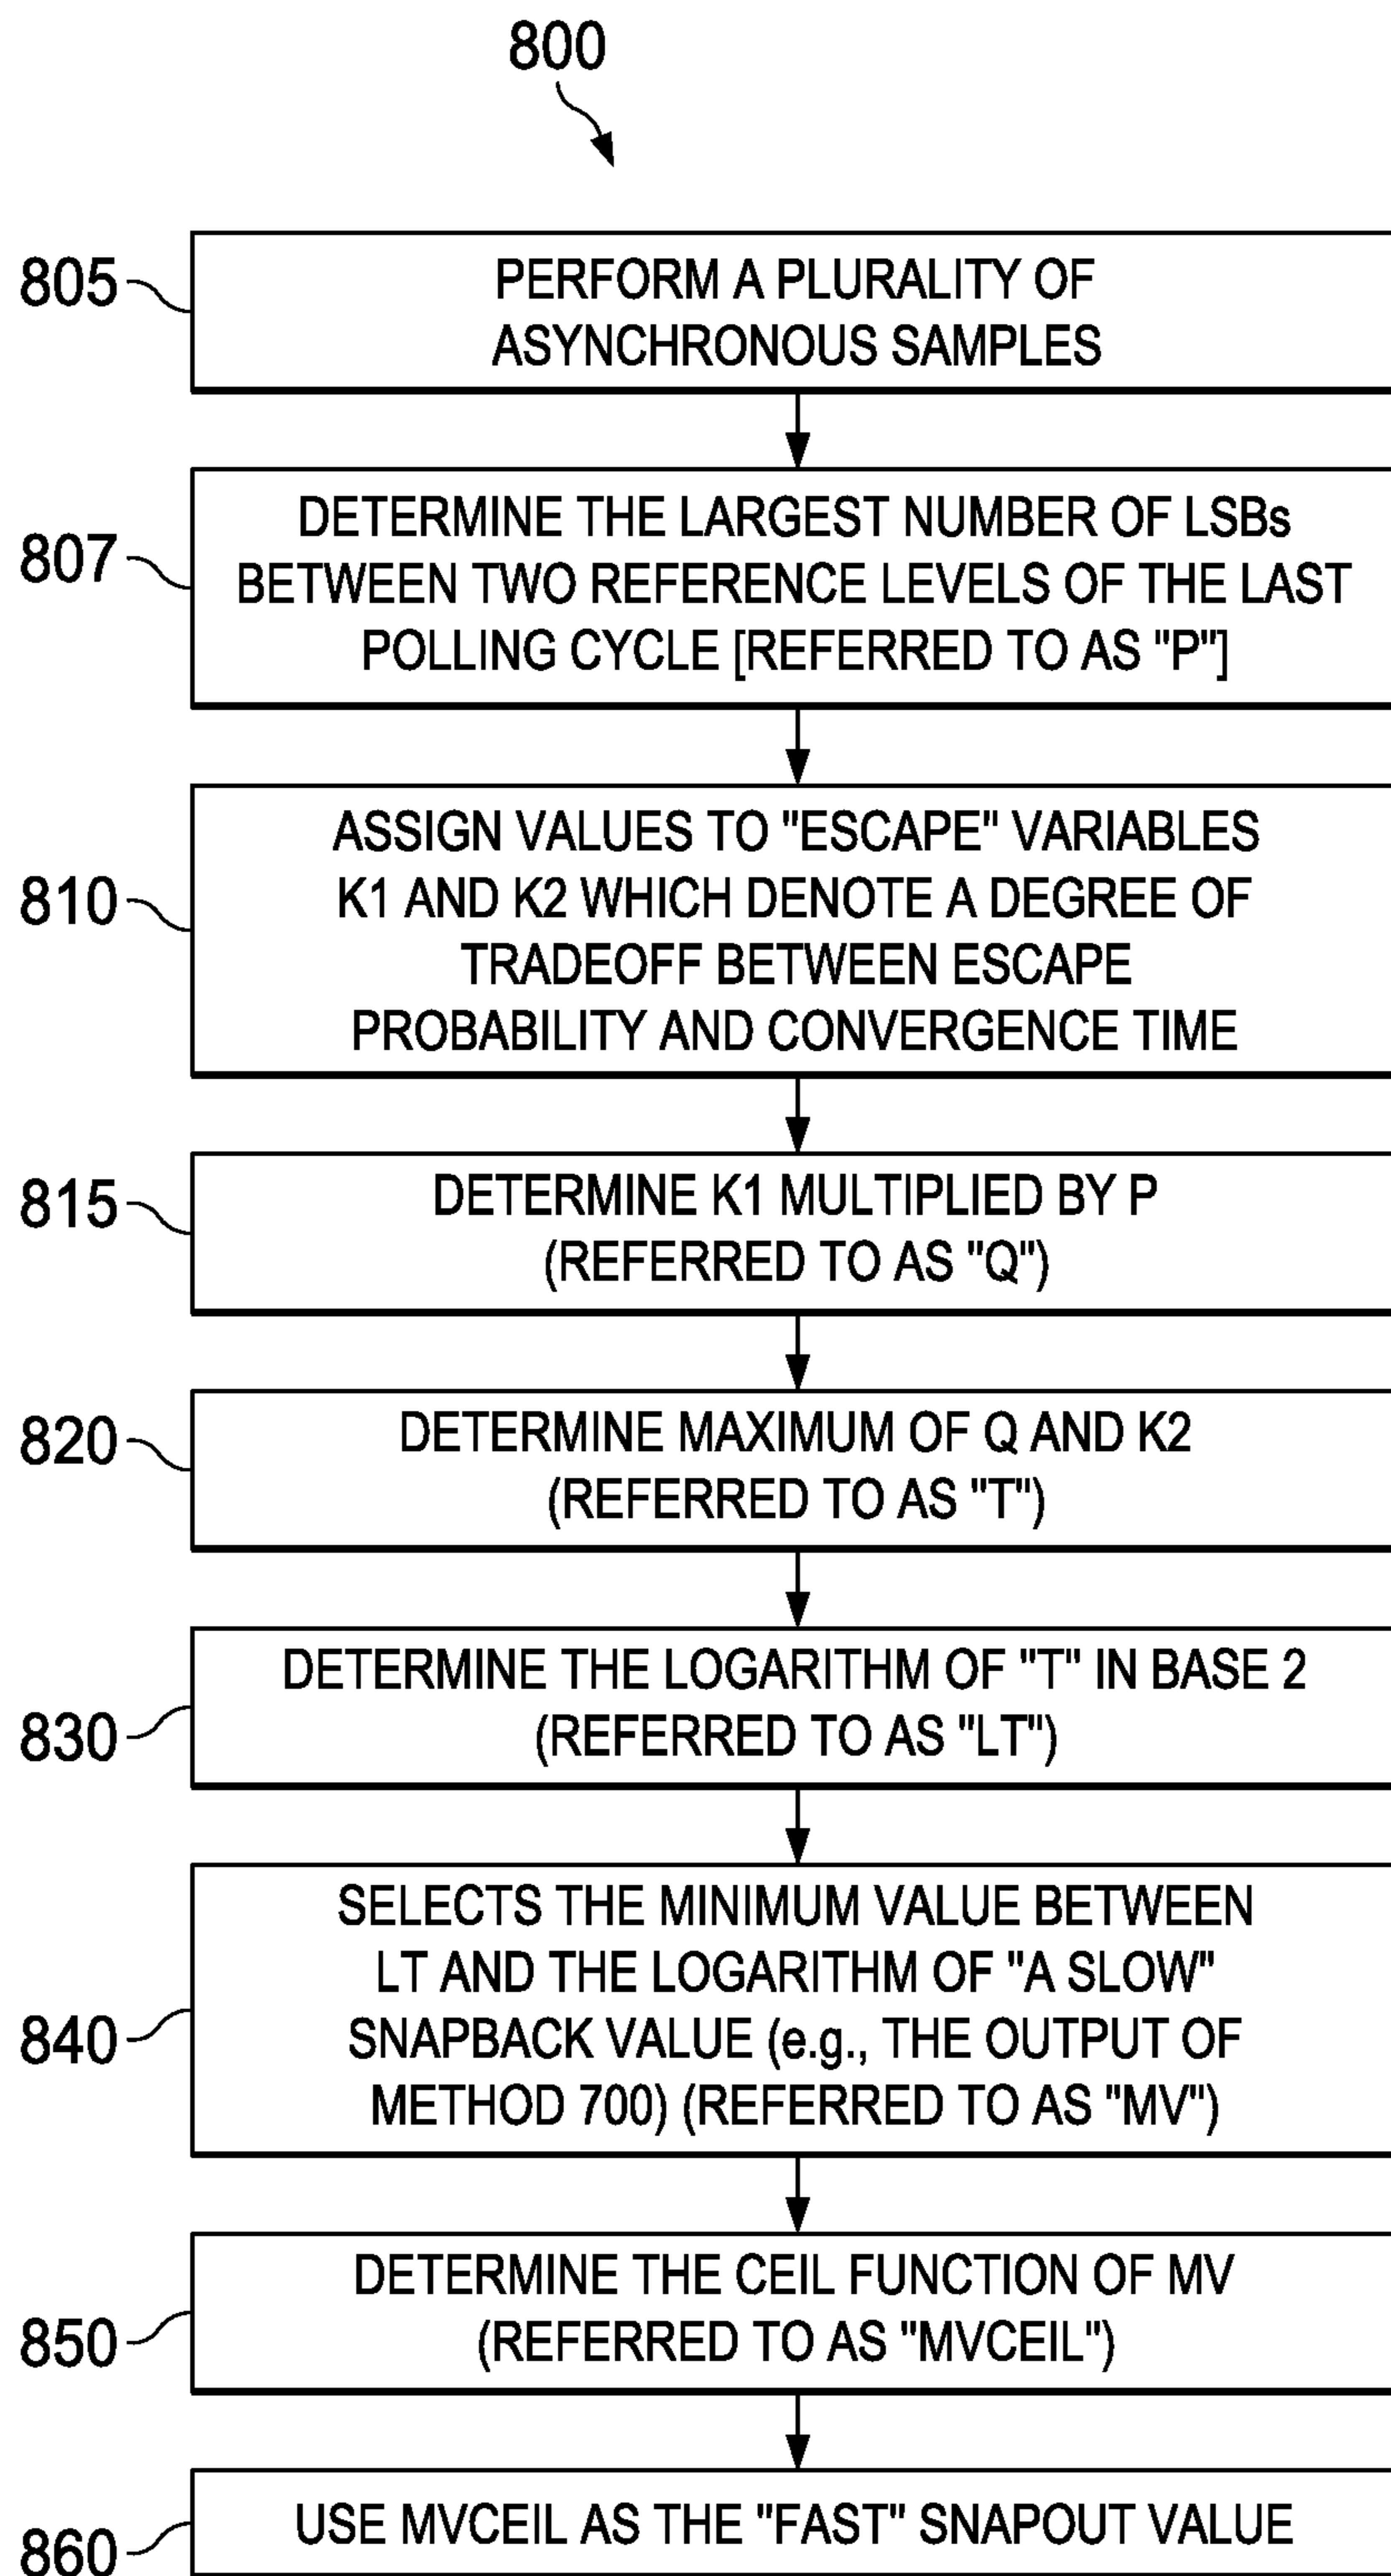 800
805
PERFORM A PLURALITY OF
ASYNCHRONOUS SAMPLES
807
DETERMINE THE LARGEST NUMBER OF LSBs
BETWEEN TWO REFERENCE LEVELS OF THE LAST
POLLING CYCLE [REFERRED TO AS "P"]
810
ASSIGN VALUES TO "ESCAPE" VARIABLES
K1 AND K2 WHICH DENOTE A DEGREE OF
TRADEOFF BETWEEN ESCAPE
PROBABILITY AND CONVERGENCE TIME
815
DETERMINE K1 MULTIPLIED BY P
(REFERRED TO AS "Q")
820
DETERMINE MAXIMUM OF Q AND K2
(REFERRED TO AS "T")
830
DETERMINE THE LOGARITHM OF "T" IN BASE 2
(REFERRED TO AS "LT")
840
SELECTS THE MINIMUM VALUE BETWEEN
LT AND THE LOGARITHM OF "A SLOW"
SNAPBACK VALUE (e.g., THE OUTPUT OF
METHOD 700) (REFERRED TO AS "MV")
850
DETERMINE THE CEIL FUNCTION OF MV
(REFERRED TO AS "MVCEIL")
860
USE MVCEIL AS THE "FAST" SNAPOUT VALUE